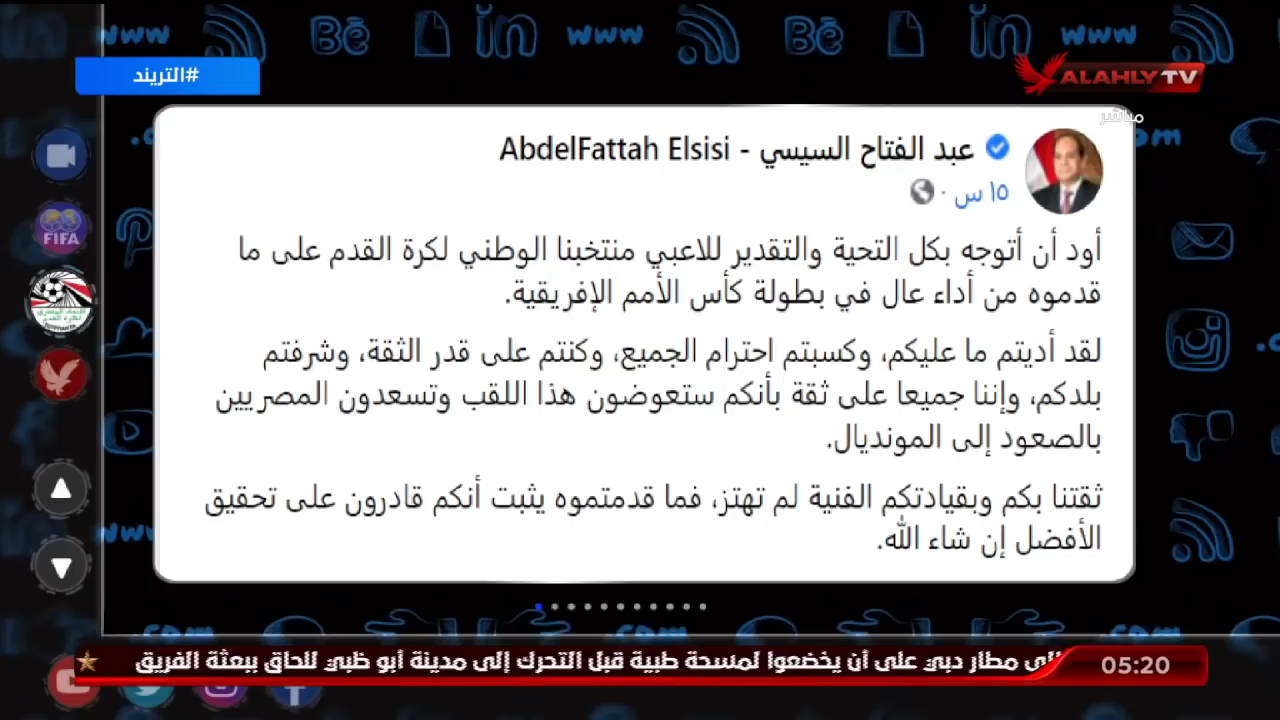 #التريند
ALAHLY TV
مباشر
عبد الفتاح السيسي - AbdelFattah Elsisi
١٥ س ·
أود أن أتوجه بكل التحية والتقدير للاعبي منتخبنا الوطني لكرة القدم على ما
قدموه من أداء عال في بطولة كأس الأمم الإفريقية.
لقد أديتم ما عليكم، وكسبتم احترام الجميع، وكنتم على قدر الثقة، وشرفتم
بلدكم، وإننا جميعا على ثقة بأنكم ستعوضون هذا اللقب وتسعدون المصريين
بالصعود إلى المونديال.
ثقتنا بكم وبقيادتكم الفنية لم تهتز، فما قدمتموه يثبت أنكم قادرون على تحقيق
الأفضل إن شاء الله.
FIFA
مطار دبي على أن يخضعوا لمسحة طبية قبل التحرك إلى مدينة أبو ظبي للحاق ببعثة الفريق
05:20